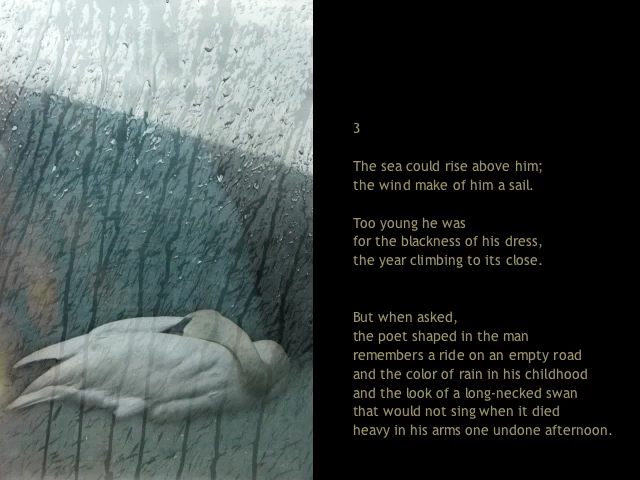 3
The sea could rise above him;
the wind make of him a sail.
Too young he was
for the blackness of his dress,
the year climbing to its close.
But when asked,
the poet shaped in the man
remembers a ride on an empty road
and the color of rain in his childhood
and the look of a long-necked swan
that would not sing when it died
heavy in his arms one undone afternoon.